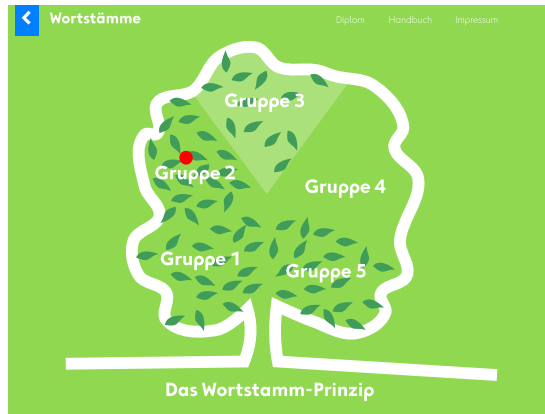 Wortstämme
Diplom Handbuch Impressum
Gruppe 3
Gruppe 2
Gruppe 4
Gruppe 1
Gruppe 5
Das Wortstamm-Prinzip